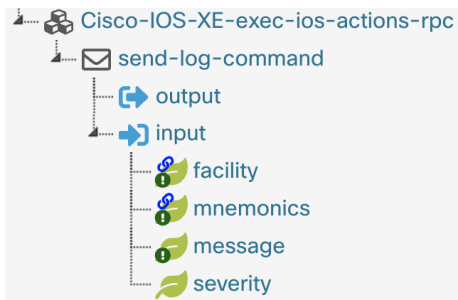 Cisco-IOS-XE-exec-ios-actions-rpc
send-log-command
output
input
facility
mnemonics
message
severity